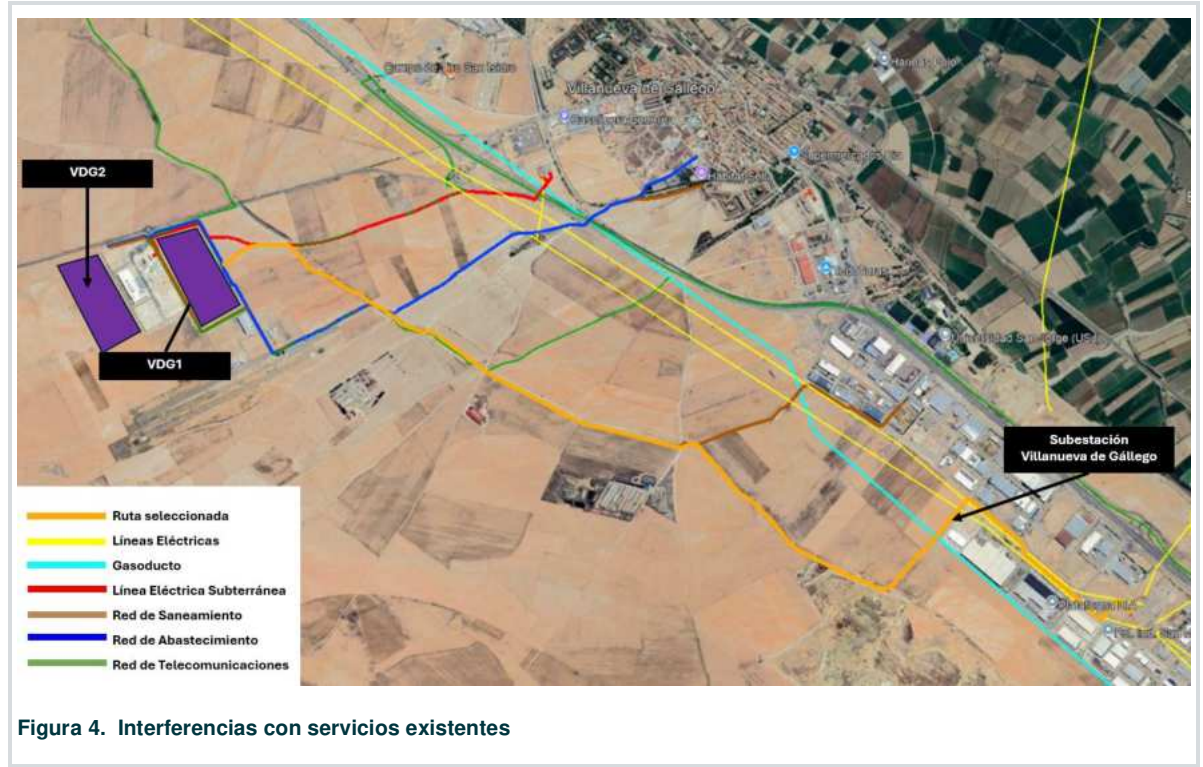 Villanueva de Gállego
VDG2
VDG1
Subestación
Villanueva de Gállego
Ruta seleccionada
Líneas Eléctricas
Gasoducto
Línea Eléctrica Subterránea
Red de Saneamiento
Red de Abastecimiento
Red de Telecomunicaciones
Figura 4. Interferencias con servicios existentes